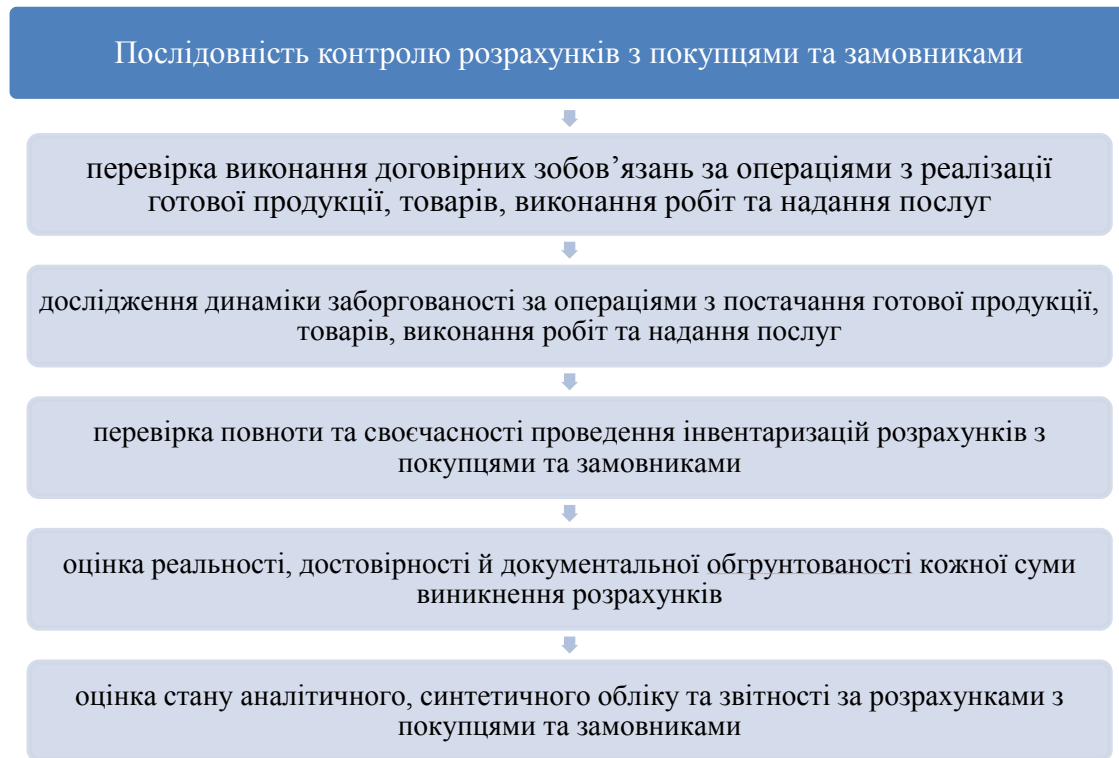 Послідовність контролю розрахунків з покупцями та замовниками
перевірка виконання договірних зобов’язань за операціями з реалізації
готової продукції, товарів, виконання робіт та надання послуг
дослідження динаміки заборгованості за операціями з постачання готової продукції,
товарів, виконання робіт та надання послуг
перевірка повноти та своєчасності проведення інвентаризацій розрахунків з
покупцями та замовниками
оцінка реальності, достовірності й документальної обгрунтованості кожної суми
виникнення розрахунків
оцінка стану аналітичного, синтетичного обліку та звітності за розрахунками з
покупцями та замовниками